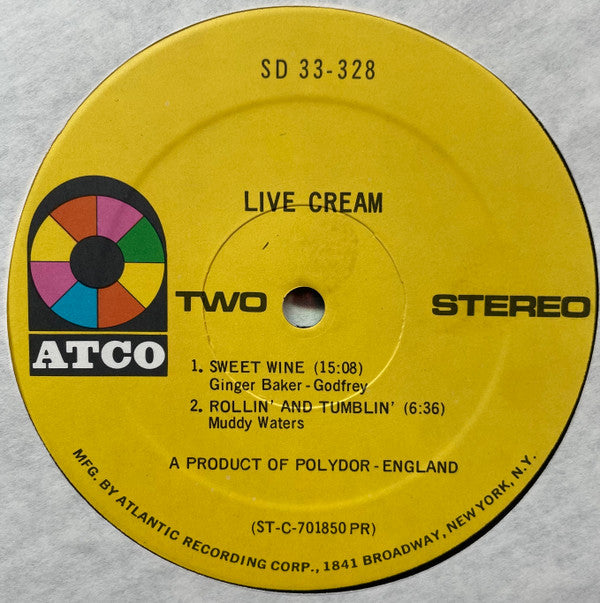 SD 33-328
LIVE CREAM
TWO
STEREO
ATCO
1. SWEET WINE (15:08)
Ginger Baker - Godfrey
2. ROLLIN' AND TUMBLIN' (6:36)
Muddy Waters
A PRODUCT OF POLYDOR - ENGLAND
(ST-C-701850 PR)
MFG. BY ATLANTIC RECORDING CORP., 1841 BROADWAY, NEW YORK, N.Y.